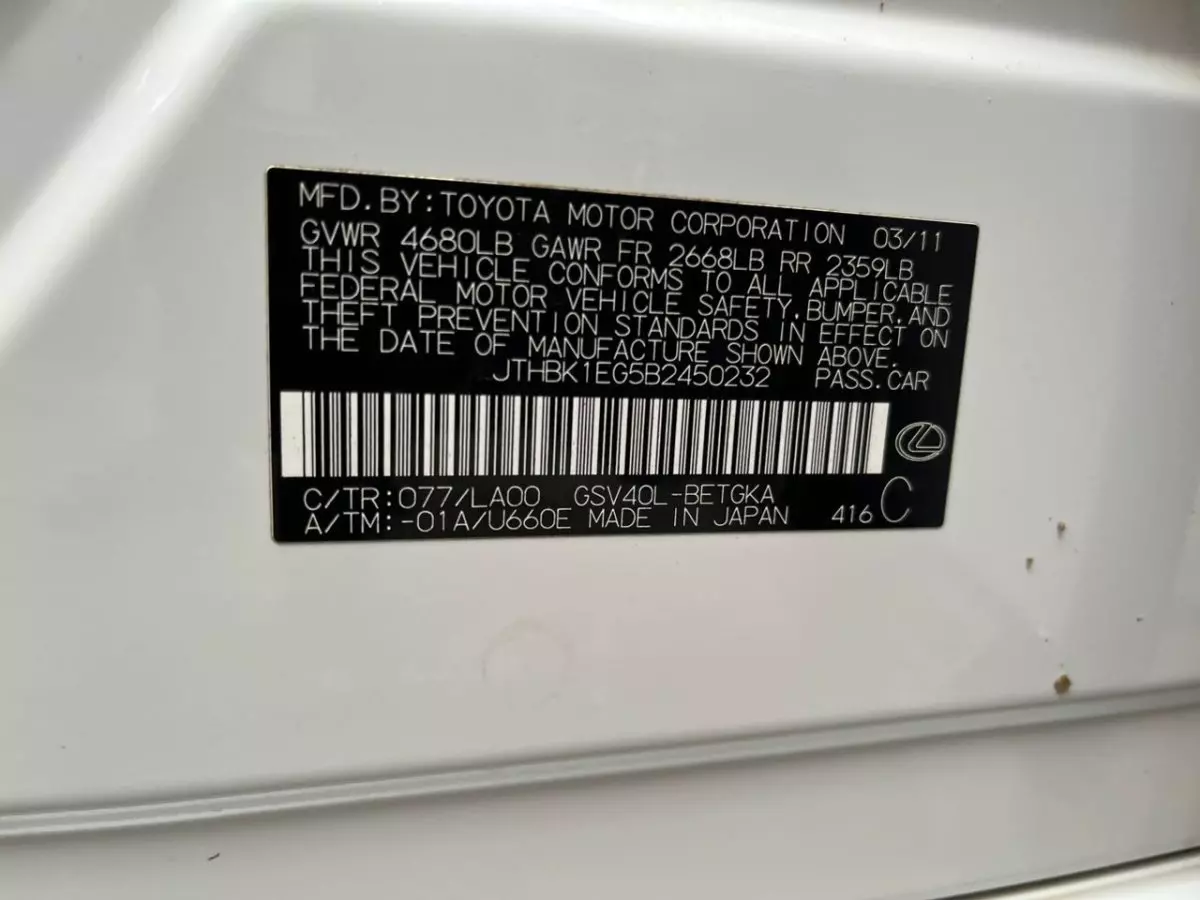 MFD.BY:TOYOTA MOTOR CORPORATION 03/11
GVWR 4680LB GAWR FR 2668LB RR 2359LB
THIS VEHICLE CONFORMS TO ALL APPLICABLE
FEDERAL MOTOR VEHICLE SAFETY,BUMPER,AND
THEFT PREVENTION STANDARDS IN EFFECT ON
THE DATE OF MANUFACTURE SHOWN ABOVE.
JTHBK1EG5B2450232 PASS.CAR
C/TR:077/LA00 GSV40L-BETGKA
A/TM:-01A/U660E MADE IN JAPAN 416 C